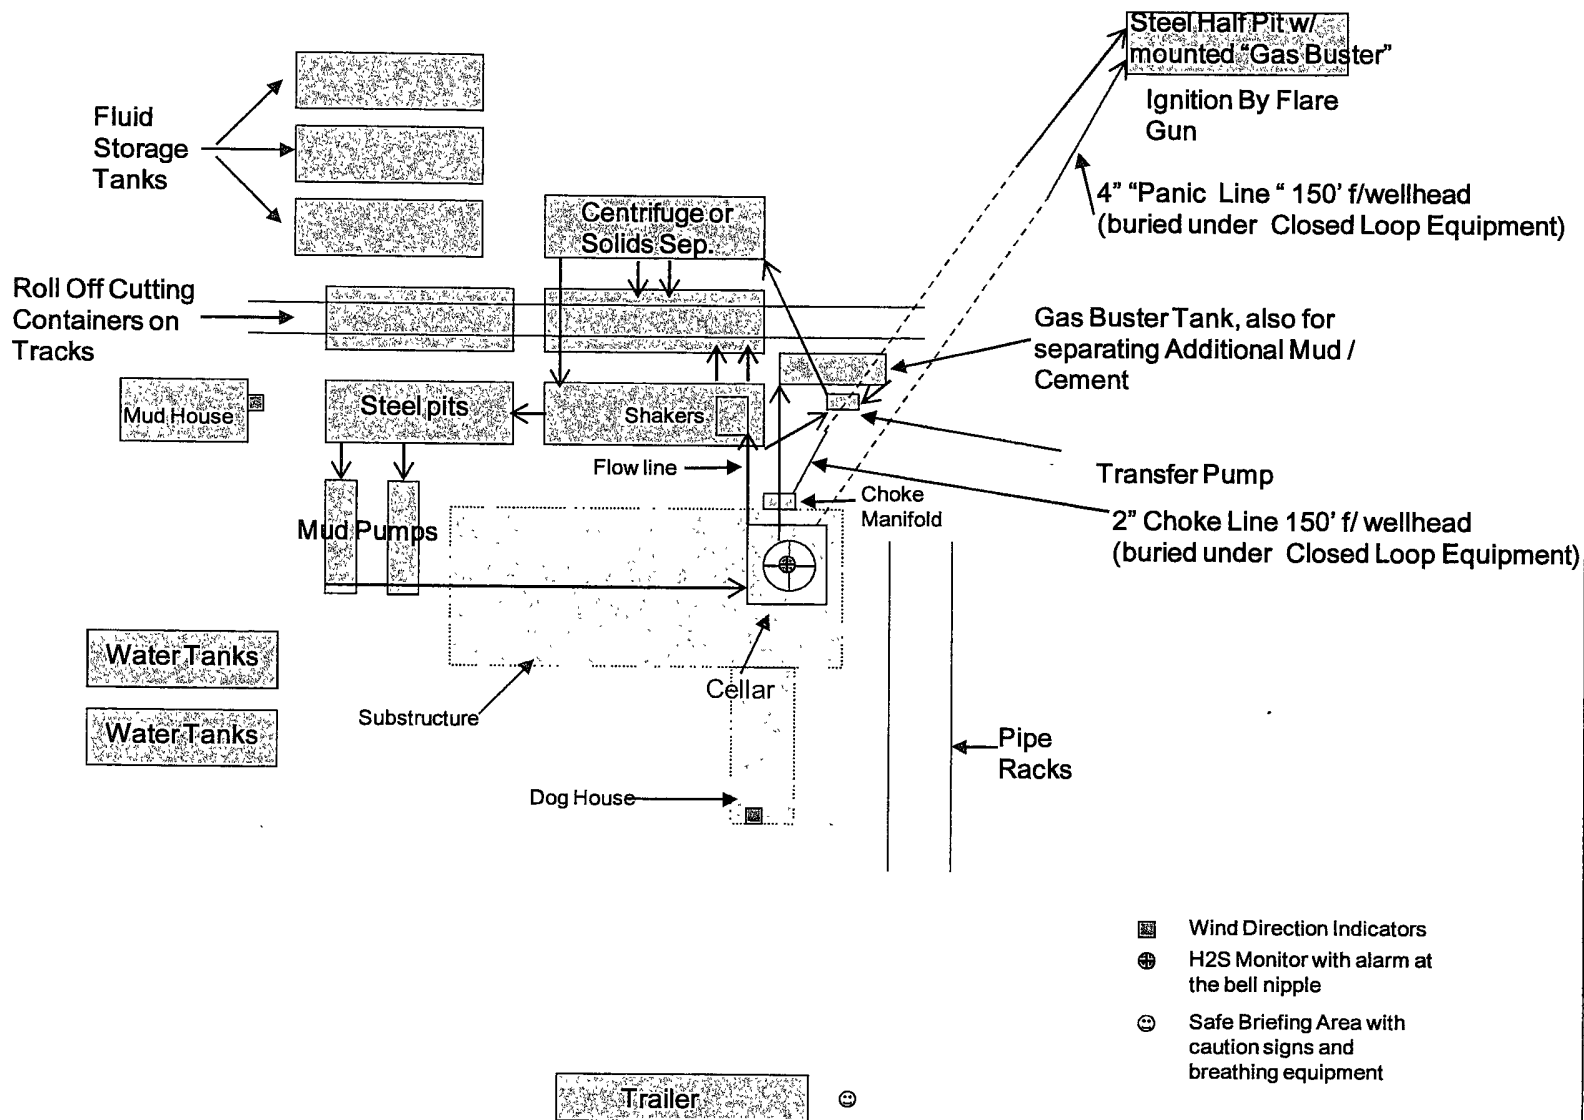 Steel Half Pit w/
mounted "Gas Buster"
Ignition By Flare
Gun
Fluid
Storage
Tanks
4" "Panic Line " 150' f/wellhead
(buried under Closed Loop Equipment)
Centrifuge or
Solids Sep.
Roll Off Cutting
Containers on
Tracks
Gas Buster Tank, also for
separating Additional Mud /
Cement
Mud House
Steel pits
Shakers
Flow line
Transfer Pump
Choke
Manifold
2" Choke Line 150' f/ wellhead
(buried under Closed Loop Equipment)
Mud Pumps
Water Tanks
Cellar
Substructure
Water Tanks
Pipe
Racks
Dog House
Wind Direction Indicators
H2S Monitor with alarm at
the bell nipple
Safe Briefing Area with
caution signs and
breathing equipment
Trailer